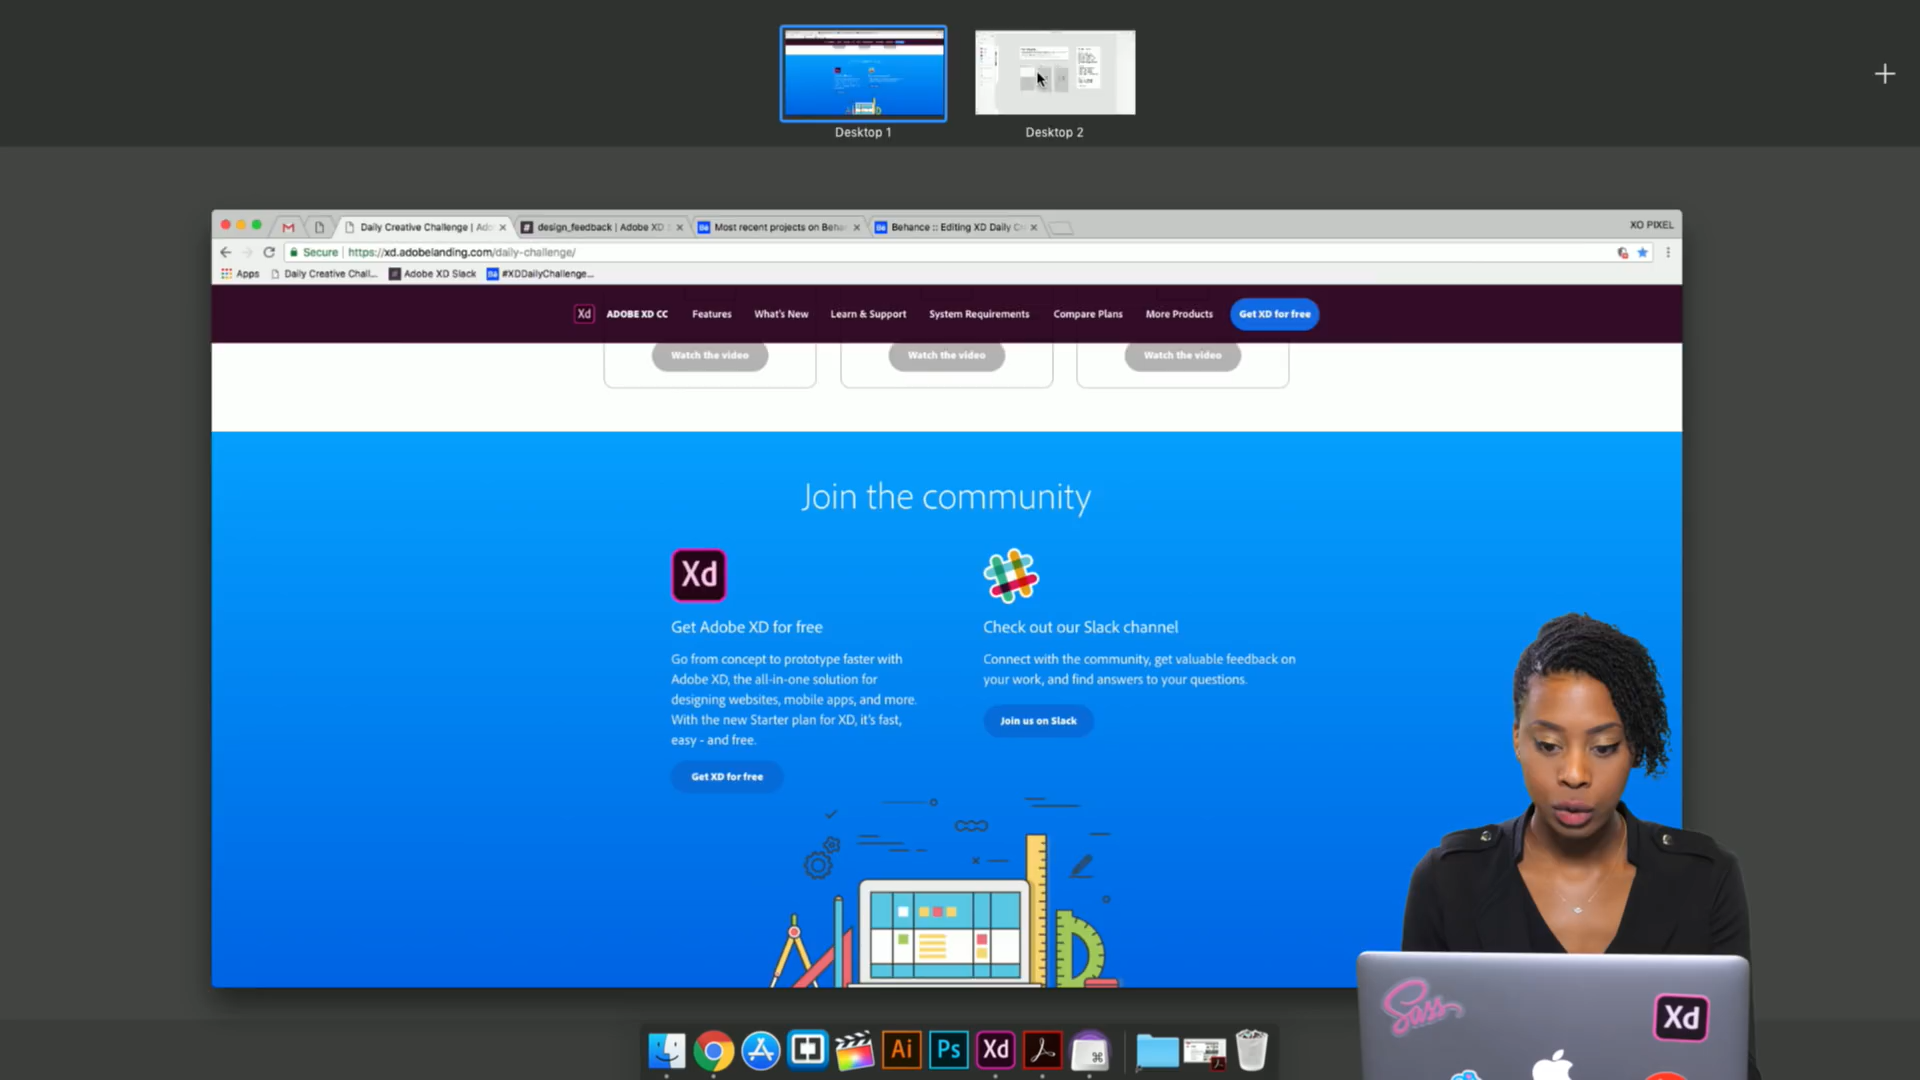 Desktop 1
Desktop 2
Daily Creative Challenge | Ado
design_feedback | Adobe XD
Bē
Most recent projects on Beha
Bē
Behance :: Editing XD Daily C
XO PIXEL
Secure
https://xd.adobelanding.com/daily-challenge/
Apps
Daily Creative Chall...
Adobe XD Slack
#XDDailyChallenge...
Xd
ADOBE XD CC
Features
What's New
Learn & Support
System Requirements
Compare Plans
More Products
Get XD for free
Watch the video
Watch the video
Watch the video
Join the community
Xd
Get Adobe XD for free
Go from concept to prototype faster with
Adobe XD, the all-in-one solution for
designing websites, mobile apps, and more.
With the new Starter plan for XD, it's fast,
easy - and free.
Get XD for free
Check out our Slack channel
Connect with the community, get valuable feedback on
your work, and find answers to your questions.
Join us on Slack
Ai
Ps
Xd
Sass
Xd